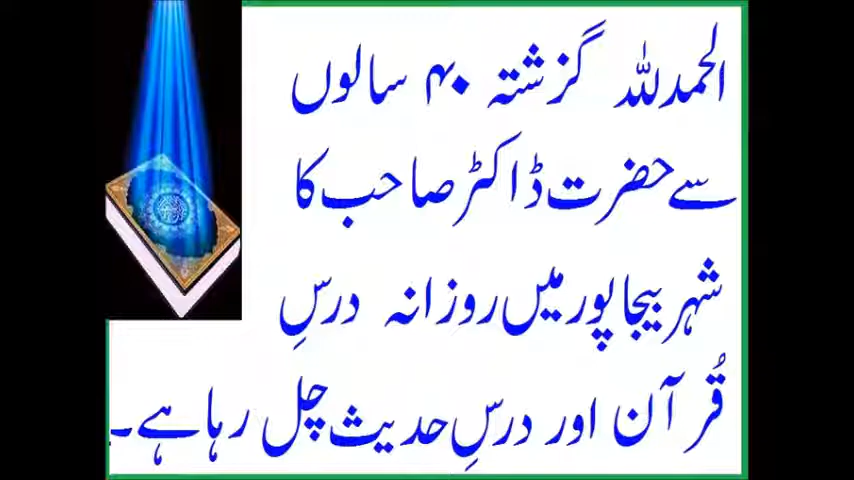 الحمدللہ گزشتہ ۴۰ سالوں
سے حضرت ڈاکٹر صاحب کا
شہر بیجاپور میں روزانہ درسِ
قُرآن اور درسِ حدیث چل رہا ہے۔